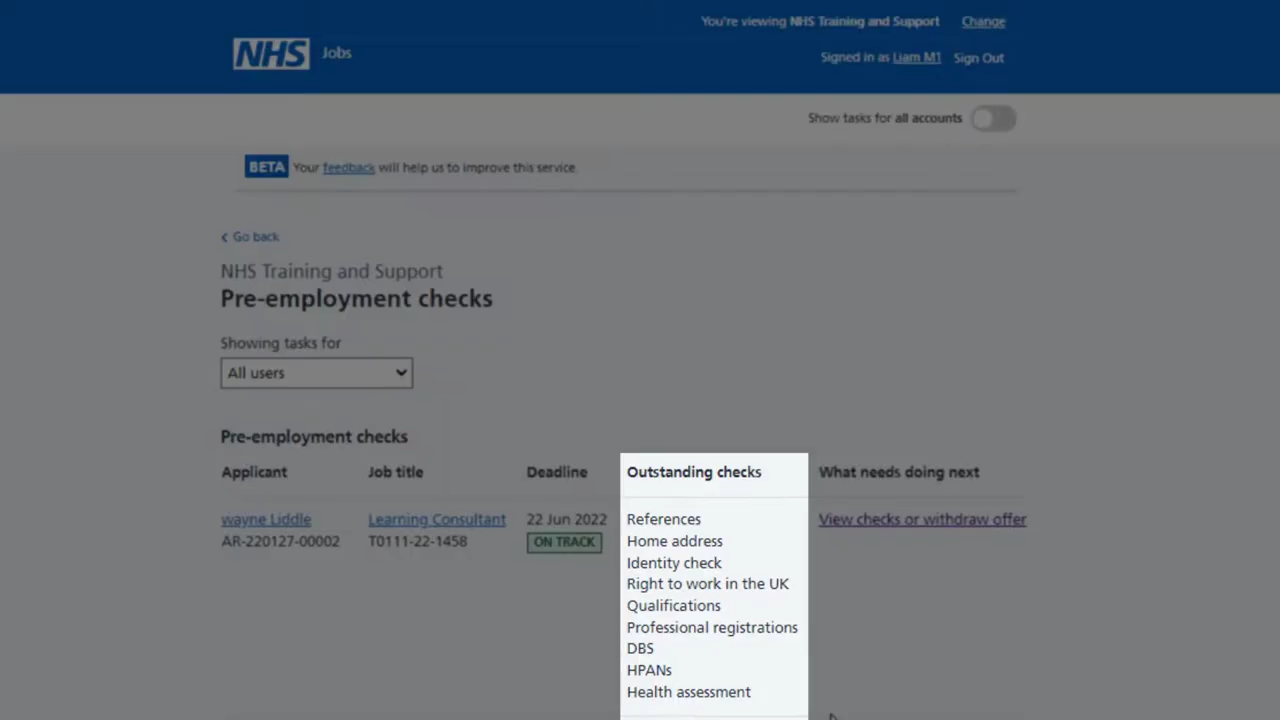 You're viewing NHS Training and Support Change
NHS Jobs
Signed in as Liam M1 Sign Out
Show tasks for all accounts
BETA Your feedback will help us to improve this service.
Go back
NHS Training and Support
Pre-employment checks
Showing tasks for
All users
Pre-employment checks
Applicant Job title Deadline Outstanding checks What needs doing next
wayne Liddle Learning Consultant 22 Jun 2022 References View checks or withdraw offer
AR-220127-00002 T0111-22-1458 ON TRACK Home address
Identity check
Right to work in the UK
Qualifications
Professional registrations
DBS
HPANs
Health assessment